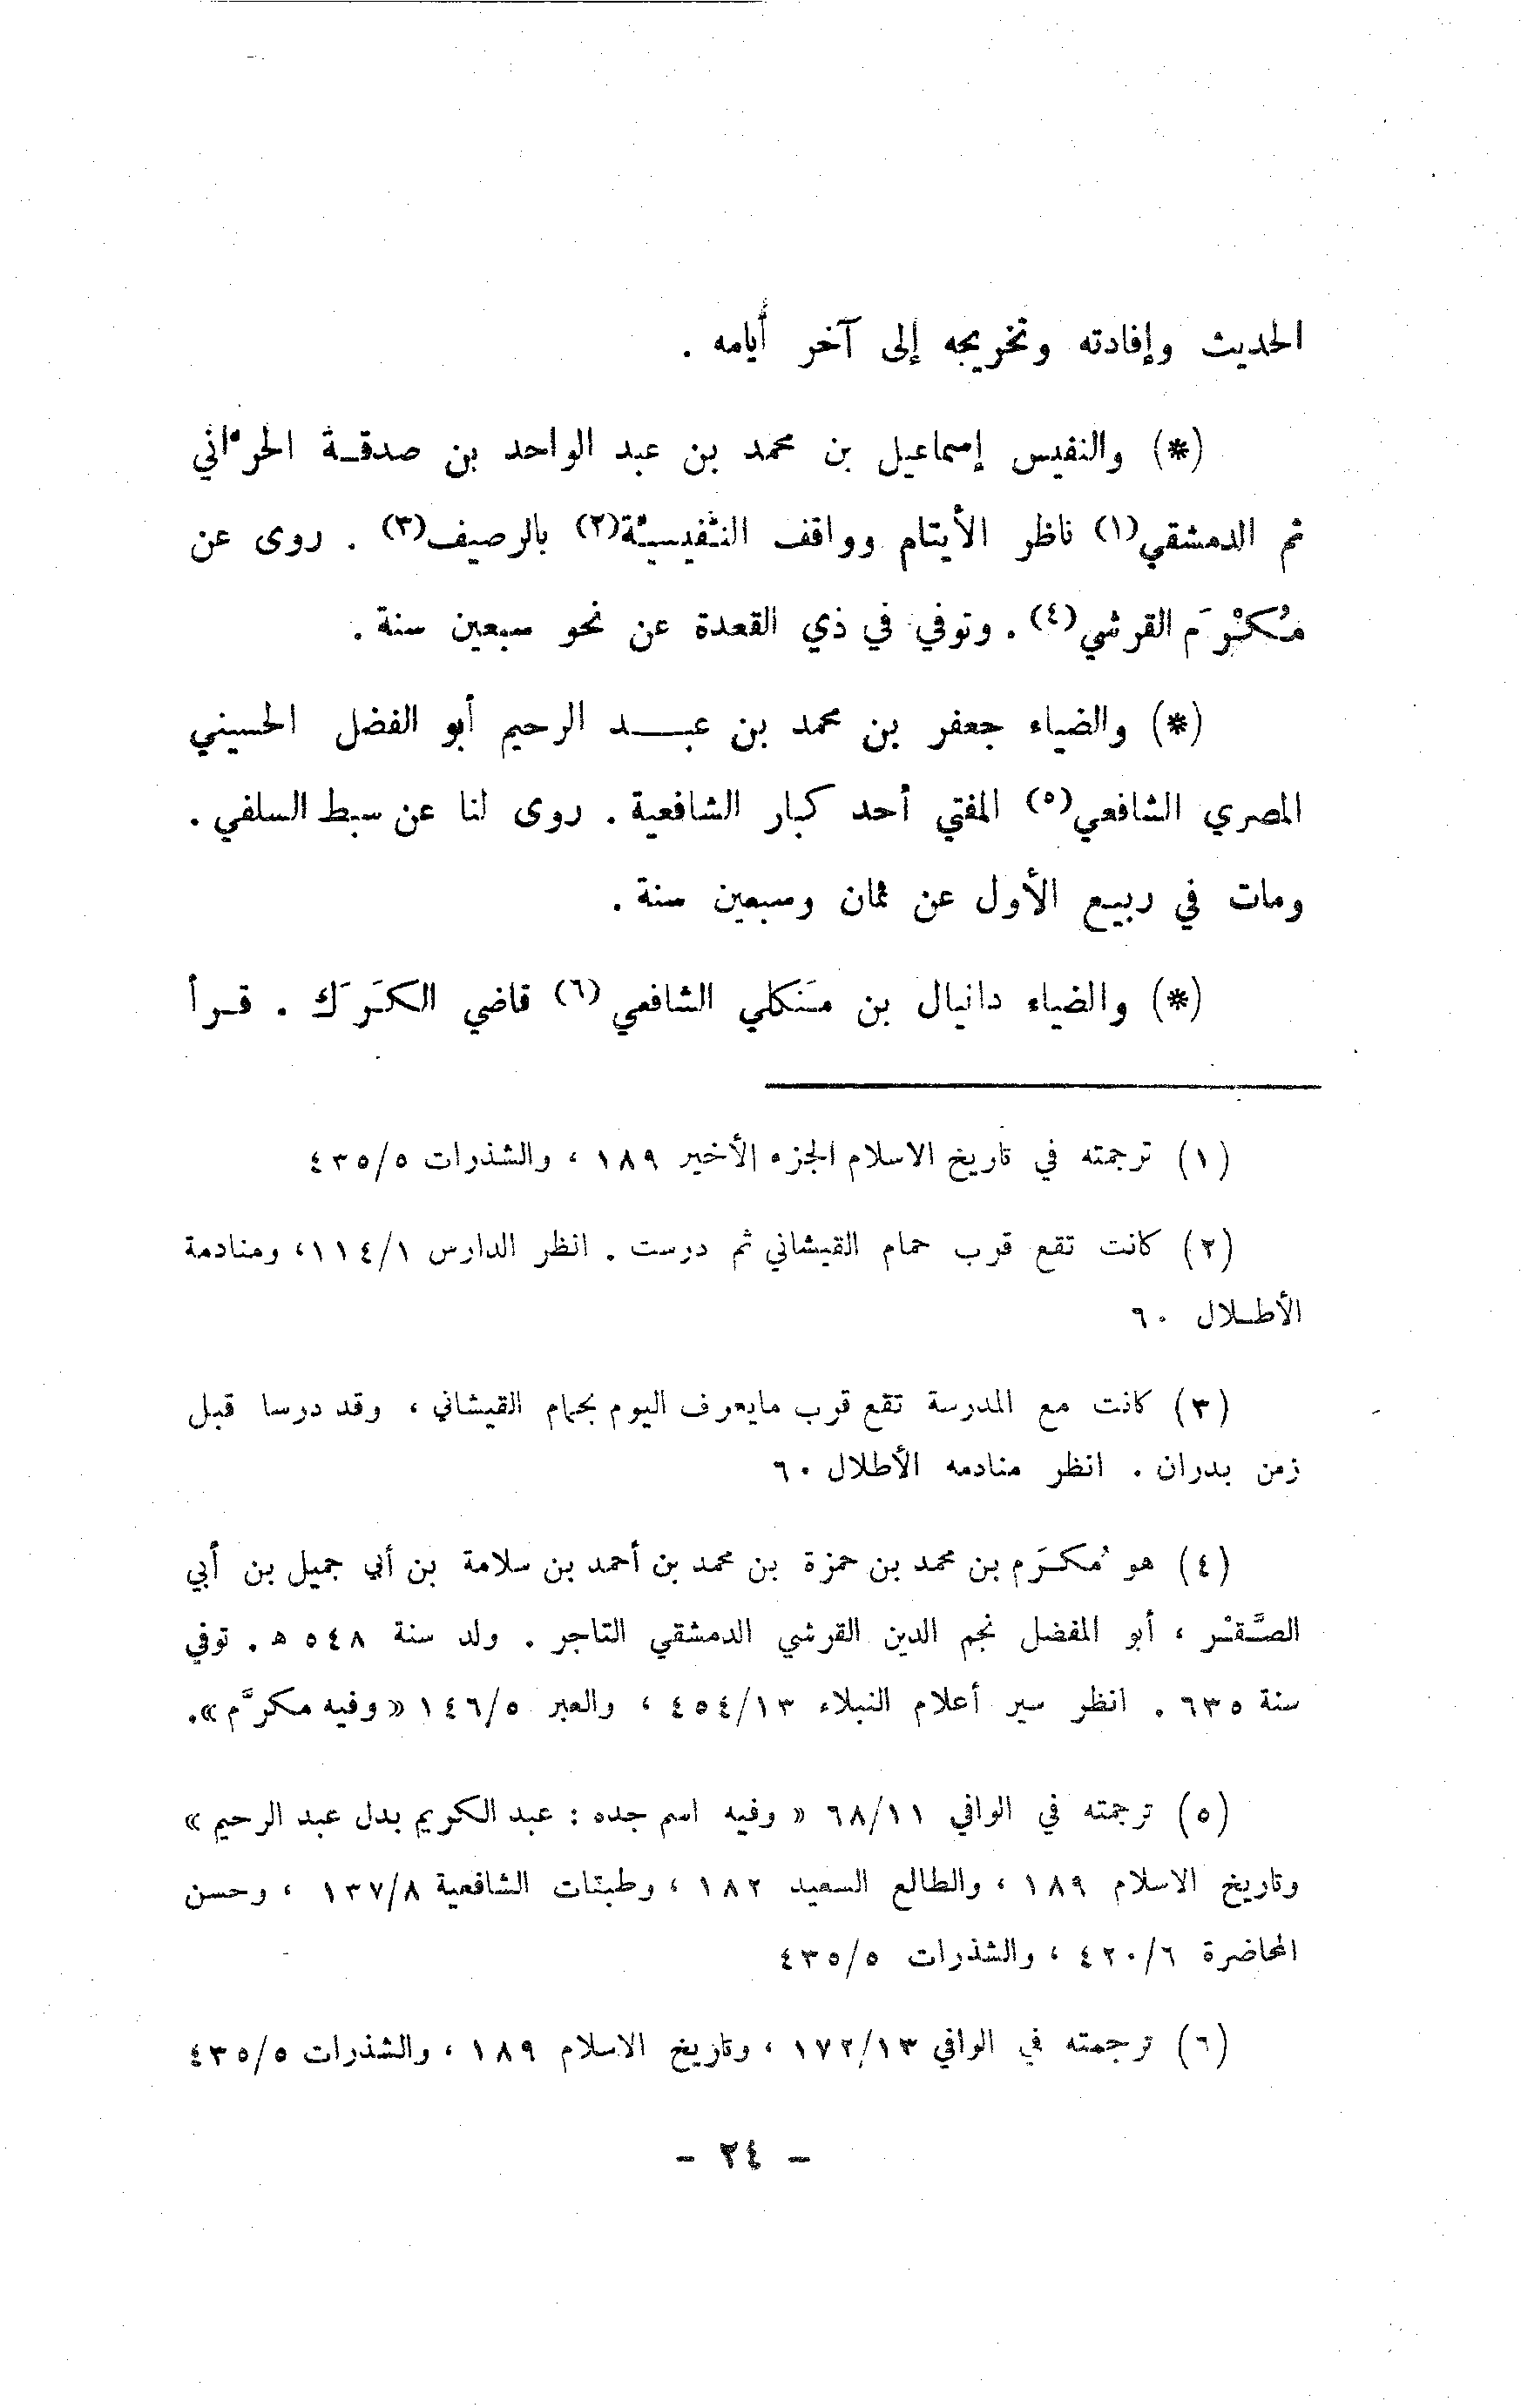 الحديث وإفادته وتخريجه إلى آخر أيامه .
(*) والنفيس إسماعيل بن محمد بن عبد الواحد بن صدقة الحرّاني
ثم الدمشقي(١) ناظر الأيتام وواقف النَّفيسيَّة(٢) بالرصيف(٣) . روى عن
مُكْرَم القرشي(٤) . وتوفي في ذي القعدة عن نحو سبعين سنة .
(*) والضياء جعفر بن محمد بن عبد الرحيم أبو الفضل الحسيني
المصري الشافعي(٥) المفتي أحد كبار الشافعية . روى لنا عن سبط السلفي .
ومات في ربيع الأول عن ثمان وسبعين سنة .
(*) والضياء دانيال بن مَنكلي الشافعي(٦) قاضي الكَرَك . قرأ
(١) ترجمته في تاريخ الاسلام الجزء الأخير ١٨٩ ، والشذرات ٤٣٥/٥
(٢) كانت تقع قرب حمام القيشاني ثم درست . انظر الدارس ١١٤/١ ، ومنادمة
الأطلال ٦٠
(٣) كانت مع المدرسة تقع قرب مايعرف اليوم بحمام القيشاني ، وقد درسا قبل
زمن بدران . انظر منادمه الأطلال ٦٠
(٤) هو مُكرَم بن محمد بن حمزة بن محمد بن أحمد بن سلامة بن أبي جميل بن أبي
الصَّقْر ، أبو المفضل نجم الدين القرشي الدمشقي التاجر . ولد سنة ٥٤٨ هـ . توفي
سنة ٦٣٥ . انظر سير أعلام النبلاء ٤٥٤/١٣ ، والعبر ١٤٦/٥ « وفيه مكرَّم » .
(٥) ترجمته في الوافي ٦٨/١١ « وفيه اسم جده : عبد الكريم بدل عبد الرحيم »
وتاريخ الاسلام ١٨٩ ، والطالع السعيد ١٨٢ ، وطبقات الشافعية ١٣٧/٨ ، وحسن
المحاضرة ٤٢٠/٦ ، والشذرات ٤٣٥/٥
(٦) ترجمته في الوافي ١٧٢/١٣ ، وتاريخ الاسلام ١٨٩ ، والشذرات ٤٣٥/٥
- ٢٤ -